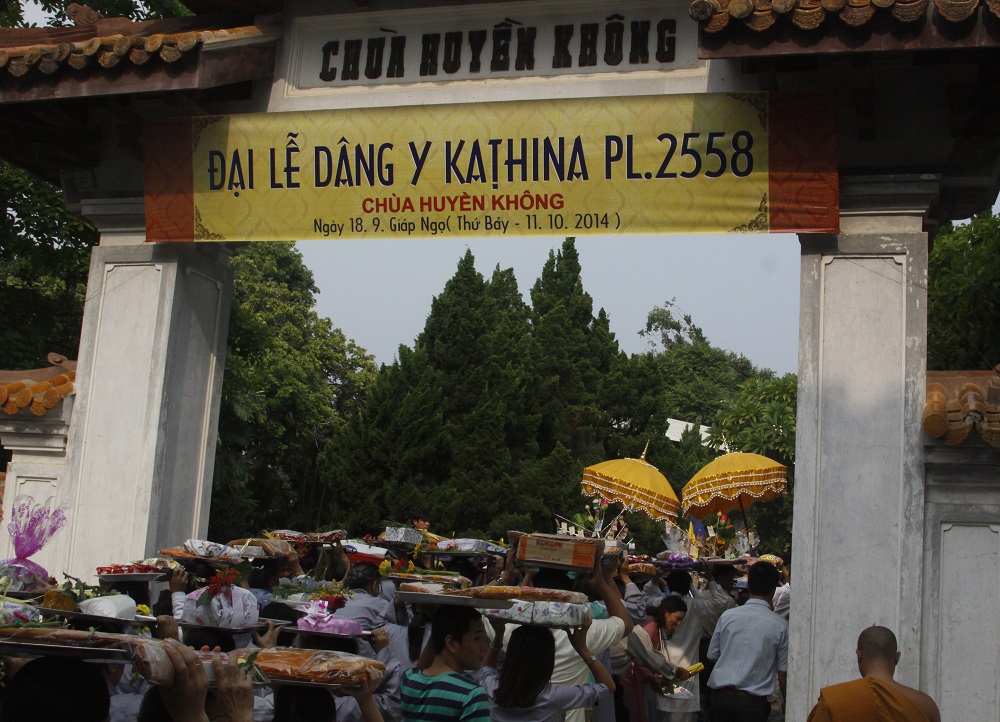 CHÙA HUYỀN KHÔNG
ĐẠI LỄ DÂNG Y KAṬHINA PL.2558
CHÙA HUYỀN KHÔNG
Ngày 18. 9. Giáp Ngọ( Thứ Bảy - 11. 10. 2014 )